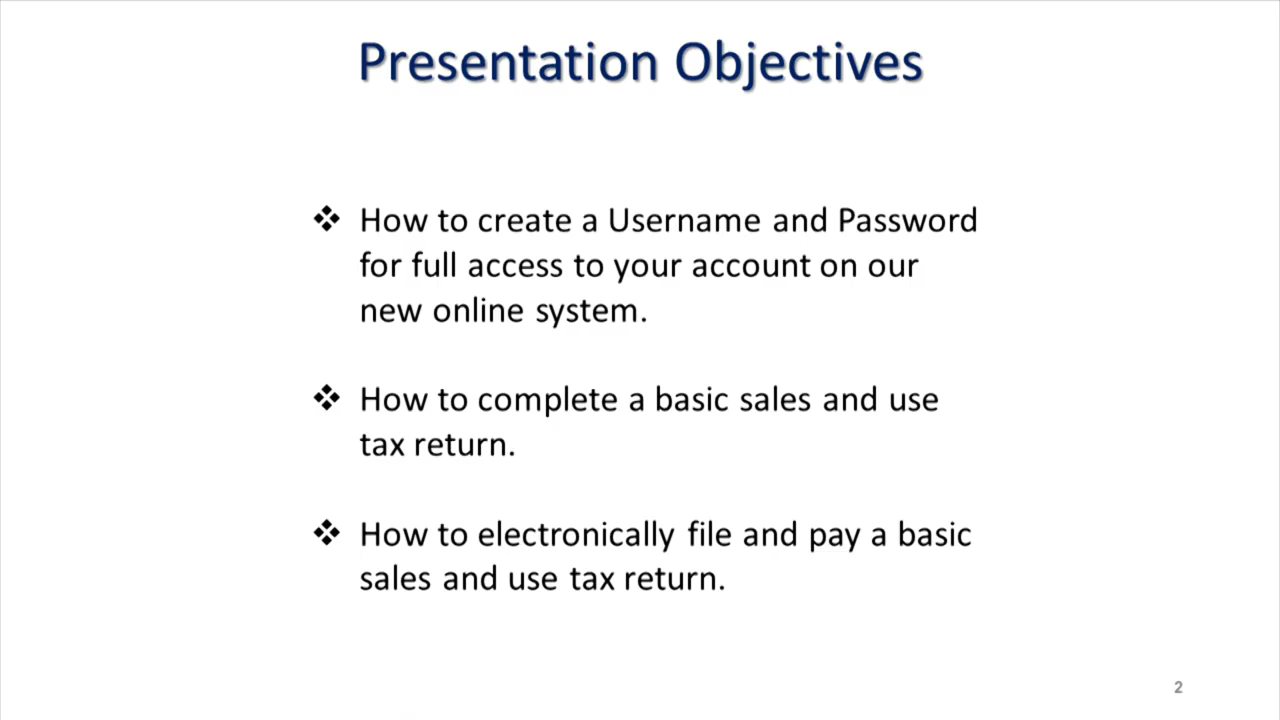 Presentation Objectives
❖ How to create a Username and Password
for full access to your account on our
new online system.
❖ How to complete a basic sales and use
tax return.
❖ How to electronically file and pay a basic
sales and use tax return.
2